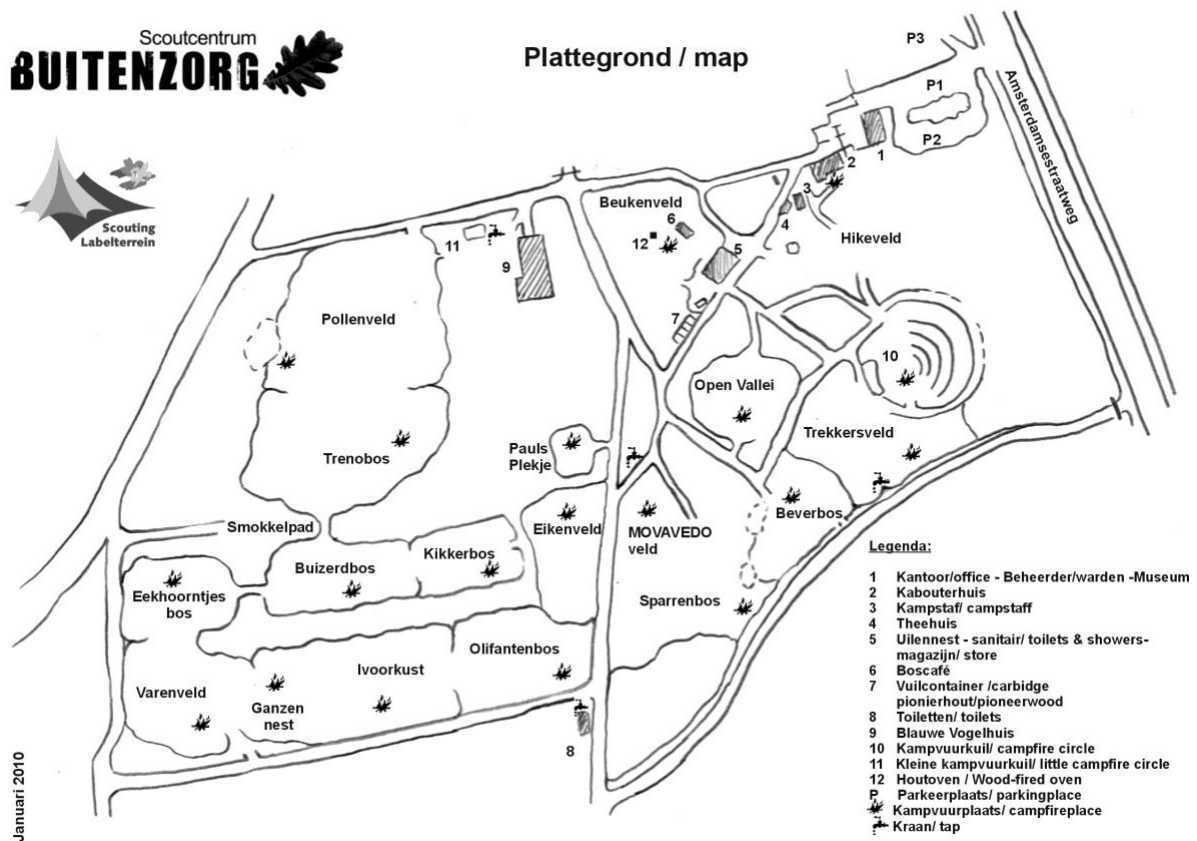 Scoutcentrum
BUITENZORG
Plattegrond / map
Scouting
Labelterrein
P3
P1
P2
Amsterdamsestraatweg
1
2
3
4
Beukenveld
6
12
5
Hikeveld
11
9
7
Pollenveld
10
Open Vallei
Trekkersveld
Trenobos
Pauls
Plekje
Smokkelpad
Eikenveld
MOVAVEDO
veld
Beverbos
Kikkerbos
Buizerdbos
Eekhoorntjes
bos
Sparrenbos
Olifantenbos
Ivoorkust
Varenveld
Ganzen
nest
8
Januari 2010
Legenda:
1 Kantoor/office - Beheerder/warden -Museum
2 Kabouterhuis
3 Kampstaf/ campstaff
4 Theehuis
5 Uilennest - sanitair/ toilets & showers-
magazijn/ store
6 Boscafé
7 Vuilcontainer /carbidge
pionierhout/pioneerwood
8 Toiletten/ toilets
9 Blauwe Vogelhuis
10 Kampvuurkuil/ campfire circle
11 Kleine kampvuurkuil/ little campfire circle
12 Houtoven / Wood-fired oven
P Parkeerplaats/ parkingplace
Kampvuurplaats/ campfireplace
Kraan/ tap